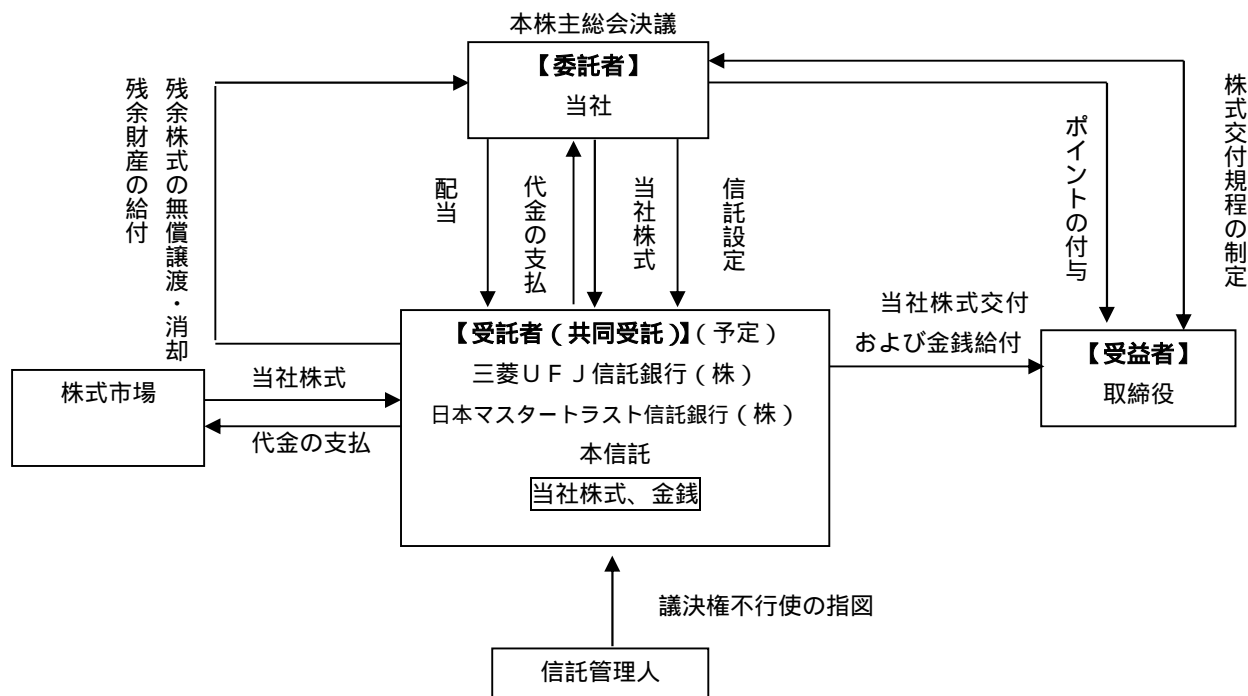 本株主総会決議
【委託者】
当社
残余株式の無償譲渡・消却
残余財産の給付
配当
代金の支払
当社株式
信託設定
ポイントの付与
株式交付規程の制定
【受託者（共同受託）】（予定）
三菱ＵＦＪ信託銀行（株）
日本マスタートラスト信託銀行（株）
本信託
当社株式、金銭
当社株式交付
および金銭給付
【受益者】
取締役
株式市場
当社株式
代金の支払
議決権不行使の指図
信託管理人